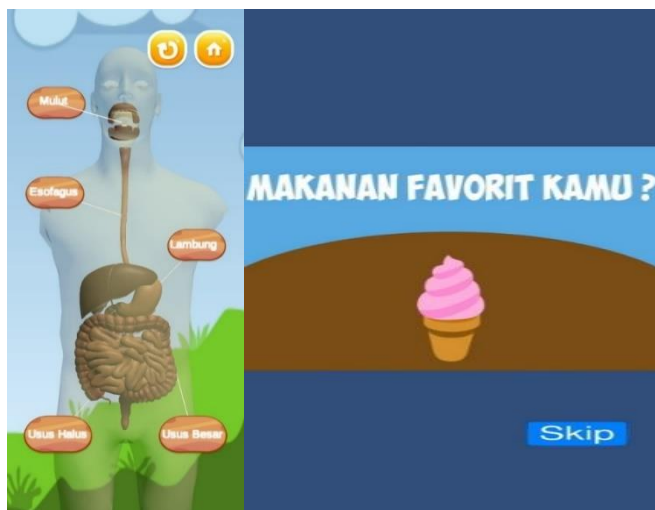 Mulut
Esofagus
Lambung
Usus Halus
Usus Besar
MAKANAN FAVORIT KAMU ?
Skip